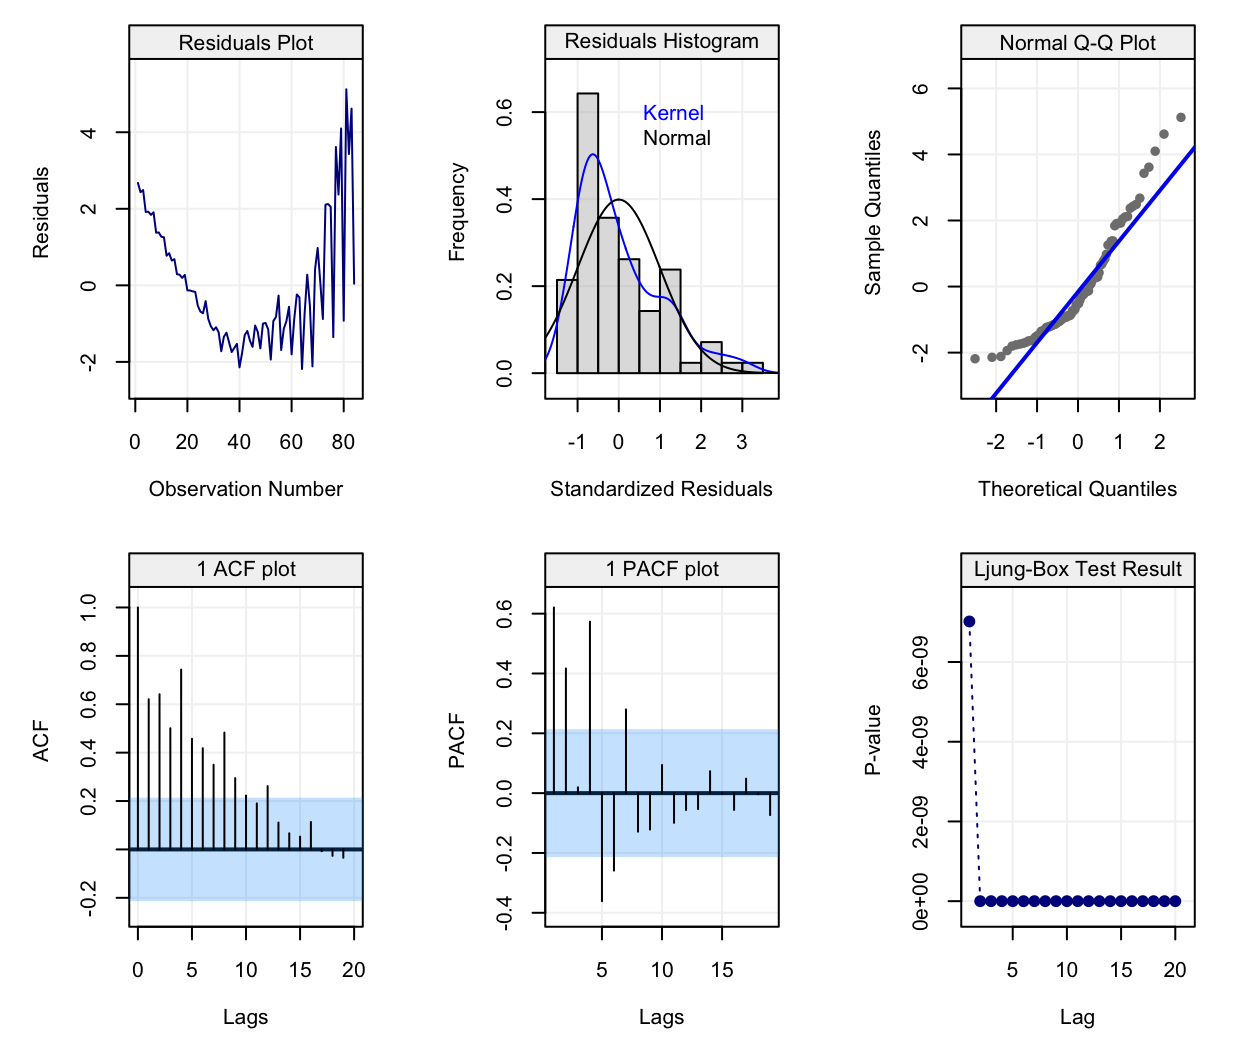 Residuals Plot
Residuals
4
2
0
-2
0 20 40 60 80
Observation Number
Residuals Histogram
Kernel
Normal
Frequency
0.6
0.4
0.2
0.0
-1 0 1 2 3
Standardized Residuals
Normal Q-Q Plot
Sample Quantiles
6
4
2
0
-2
-2 -1 0 1 2
Theoretical Quantiles
1 ACF plot
ACF
1.0
0.8
0.6
0.4
0.2
-0.2
0 5 10 15 20
Lags
1 PACF plot
PACF
0.6
0.4
0.2
0.0
-0.2
-0.4
5 10 15
Lags
Ljung-Box Test Result
P-value
6e-09
4e-09
2e-09
0e+00
5 10 15 20
Lag